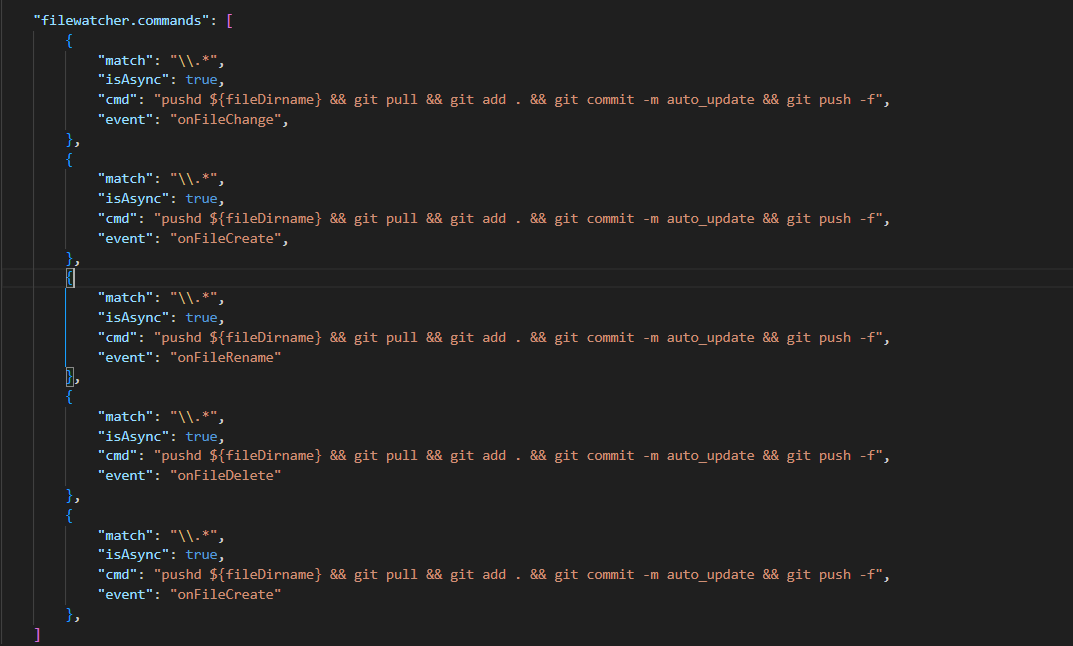 "filewatcher.commands": [
{
"match": "\\.*",
"isAsync": true,
"cmd": "pushd ${fileDirname} && git pull && git add . && git commit -m auto_update && git push -f",
"event": "onFileChange",
},
{
"match": "\\.*",
"isAsync": true,
"cmd": "pushd ${fileDirname} && git pull && git add . && git commit -m auto_update && git push -f",
"event": "onFileCreate",
},
{
"match": "\\.*",
"isAsync": true,
"cmd": "pushd ${fileDirname} && git pull && git add . && git commit -m auto_update && git push -f",
"event": "onFileRename"
},
{
"match": "\\.*",
"isAsync": true,
"cmd": "pushd ${fileDirname} && git pull && git add . && git commit -m auto_update && git push -f",
"event": "onFileDelete"
},
{
"match": "\\.*",
"isAsync": true,
"cmd": "pushd ${fileDirname} && git pull && git add . && git commit -m auto_update && git push -f",
"event": "onFileCreate"
},
]